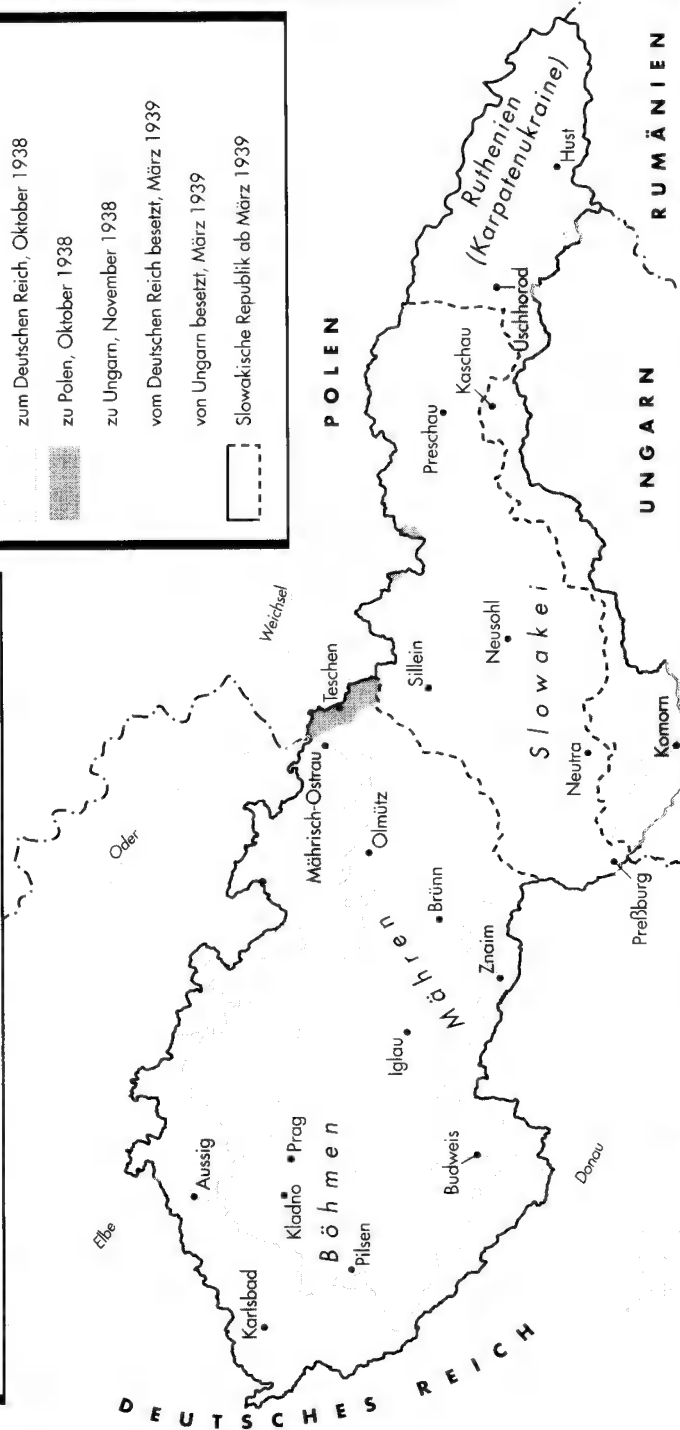 zum Deutschen Reich, Oktober 1938
zu Polen, Oktober 1938
zu Ungarn, November 1938
vom Deutschen Reich besetzt, März 1939
von Ungarn besetzt, März 1939
Slowakische Republik ab März 1939
DEUTSCHES REICH
POLEN
UNGARN
RUMÄNIEN
Elbe
Oder
Weichsel
Donau
Böhmen
Mähren
Slowakei
Ruthenien
(Karpatenukraine)
Karlsbad
Aussig
Kladno
Prag
Pilsen
Budweis
Iglau
Znaim
Brünn
Olmütz
Mährisch-Ostrau
Teschen
Sillein
Neusohl
Neutra
Preßburg
Komorn
Preschau
Kaschau
Uschhorod
Hust